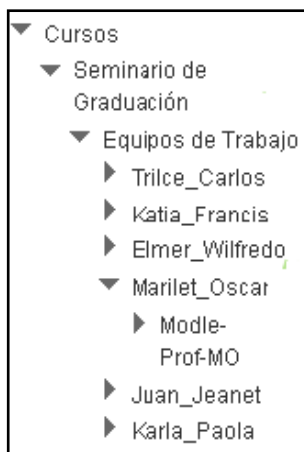 Cursos
Seminario de
Graduación
Equipos de Trabajo
Trilce_Carlos
Katia_Francis
Elmer_Wilfredo
Marilet_Oscar
Modle-
Prof-MO
Juan_Jeanet
Karla_Paola